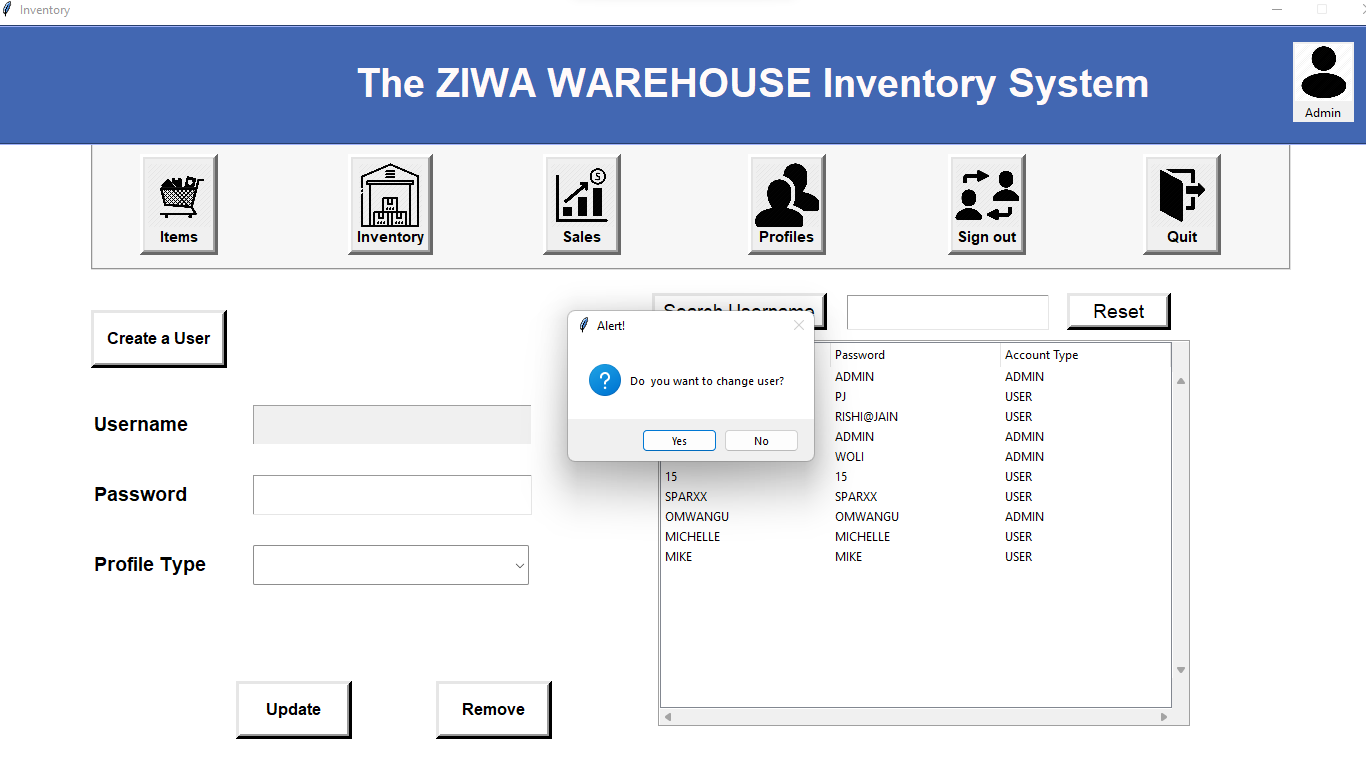 Inventory
The ZIWA WAREHOUSE Inventory System
Admin
Items Inventory Sales Profiles Sign out Quit
Create a User
Username
Password
Profile Type
Update Remove
Search Username Reset
Alert!
Do you want to change user?
Yes No
Password Account Type
ADMIN ADMIN
PJ USER
RISHI@JAIN USER
ADMIN ADMIN
WOLI ADMIN
15 15 USER
SPARXX SPARXX USER
OMWANGU OMWANGU ADMIN
MICHELLE MICHELLE USER
MIKE MIKE USER